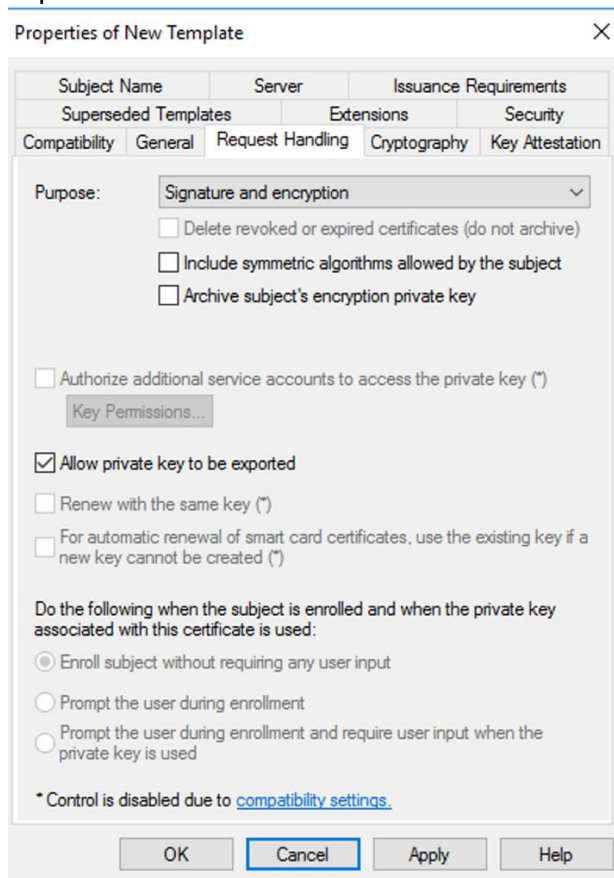 Properties of New Template
Subject Name Server Issuance Requirements
Superseded Templates Extensions Security
Compatibility General Request Handling Cryptography Key Attestation
Purpose: Signature and encryption
Delete revoked or expired certificates (do not archive)
Include symmetric algorithms allowed by the subject
Archive subject's encryption private key
Authorize additional service accounts to access the private key (*)
Key Permissions...
Allow private key to be exported
Renew with the same key (*)
For automatic renewal of smart card certificates, use the existing key if a
new key cannot be created (*)
Do the following when the subject is enrolled and when the private key
associated with this certificate is used:
Enroll subject without requiring any user input
Prompt the user during enrollment
Prompt the user during enrollment and require user input when the
private key is used
* Control is disabled due to compatibility settings.
OK Cancel Apply Help